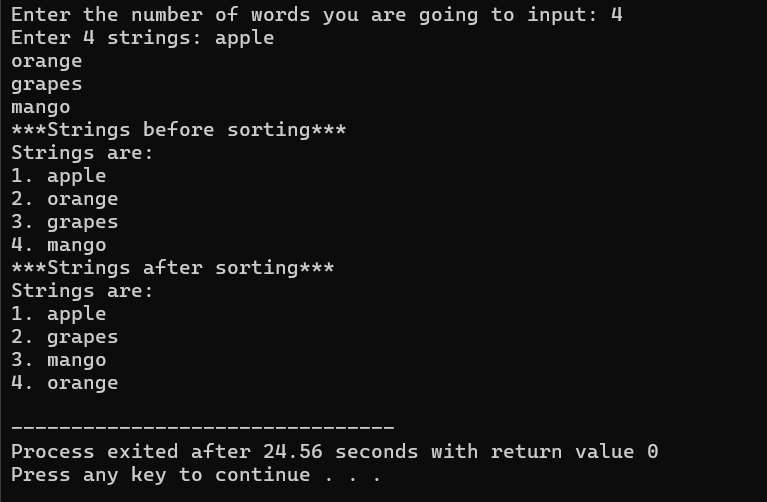 Enter the number of words you are going to input: 4
Enter 4 strings: apple
orange
grapes
mango
***Strings before sorting***
Strings are:
1. apple
2. orange
3. grapes
4. mango
***Strings after sorting***
Strings are:
1. apple
2. grapes
3. mango
4. orange
--------------------------------
Process exited after 24.56 seconds with return value 0
Press any key to continue . . .